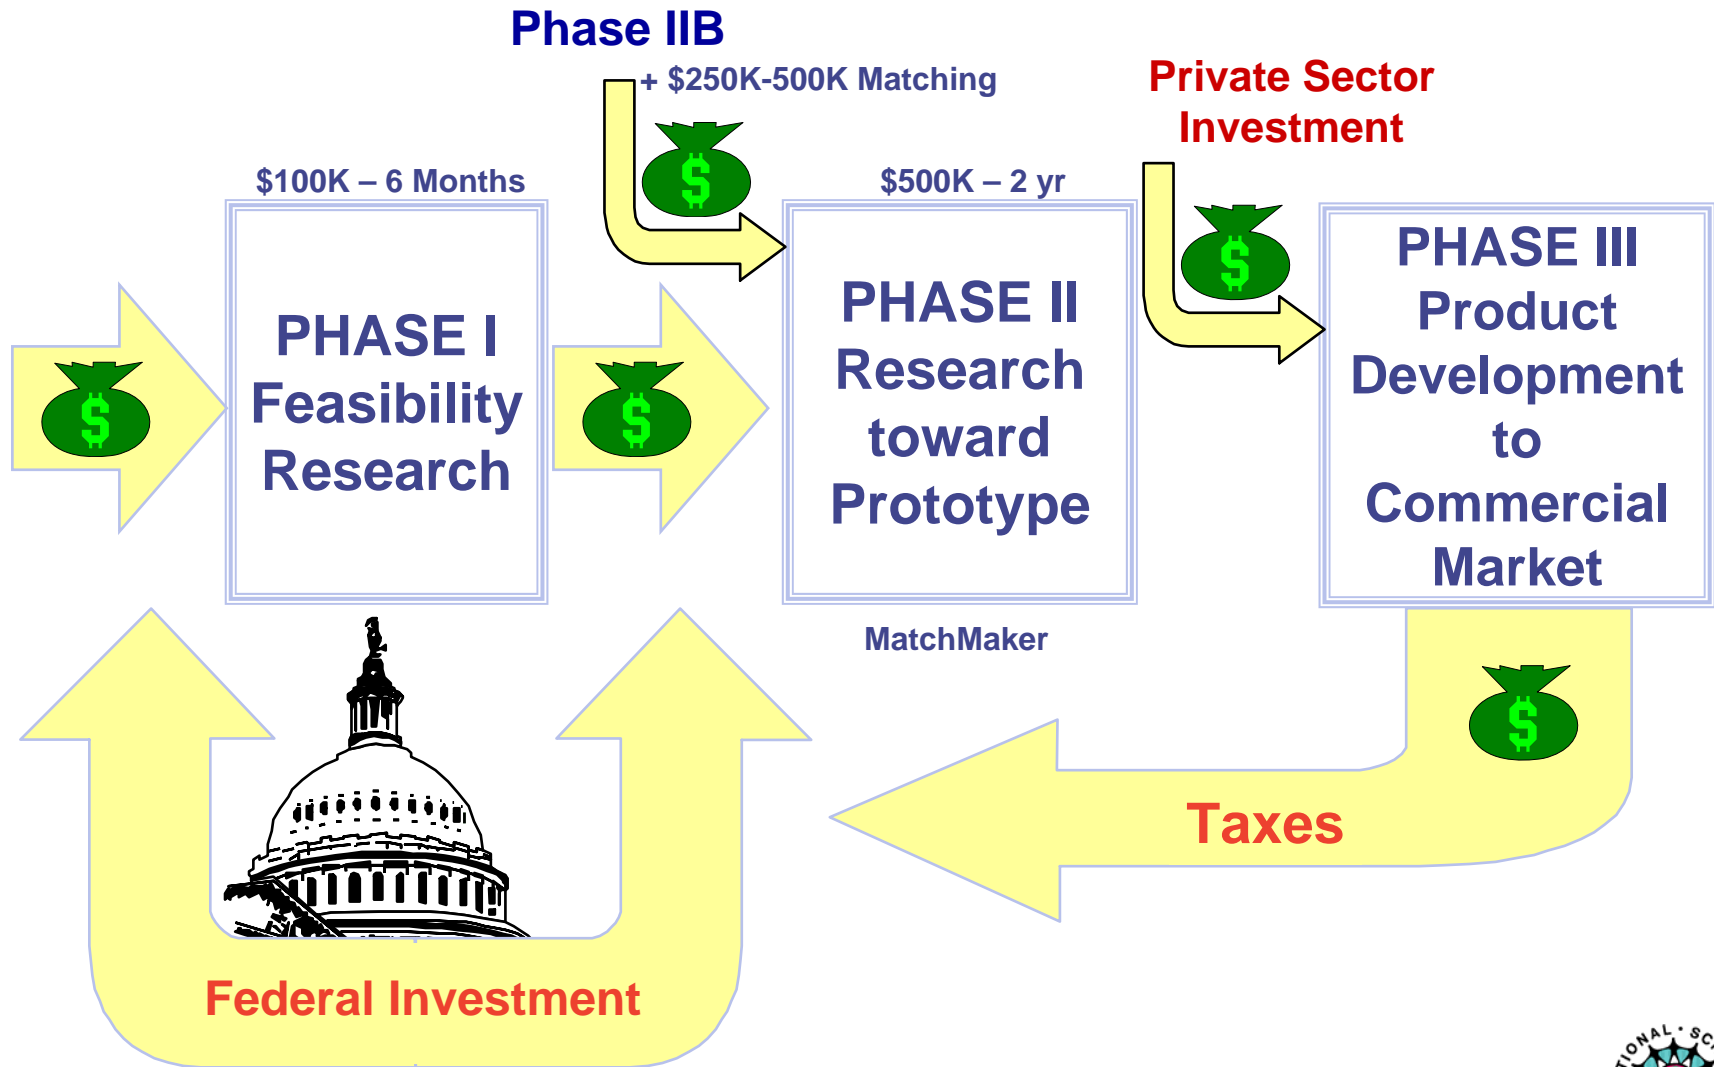 Phase IIB
+ $250K-500K Matching
Private Sector
Investment
$100K – 6 Months
$500K – 2 yr
PHASE I
Feasibility
Research
PHASE II
Research
toward
Prototype
PHASE III
Product
Development
to
Commercial
Market
$
$
$
$
$
MatchMaker
Taxes
Federal Investment